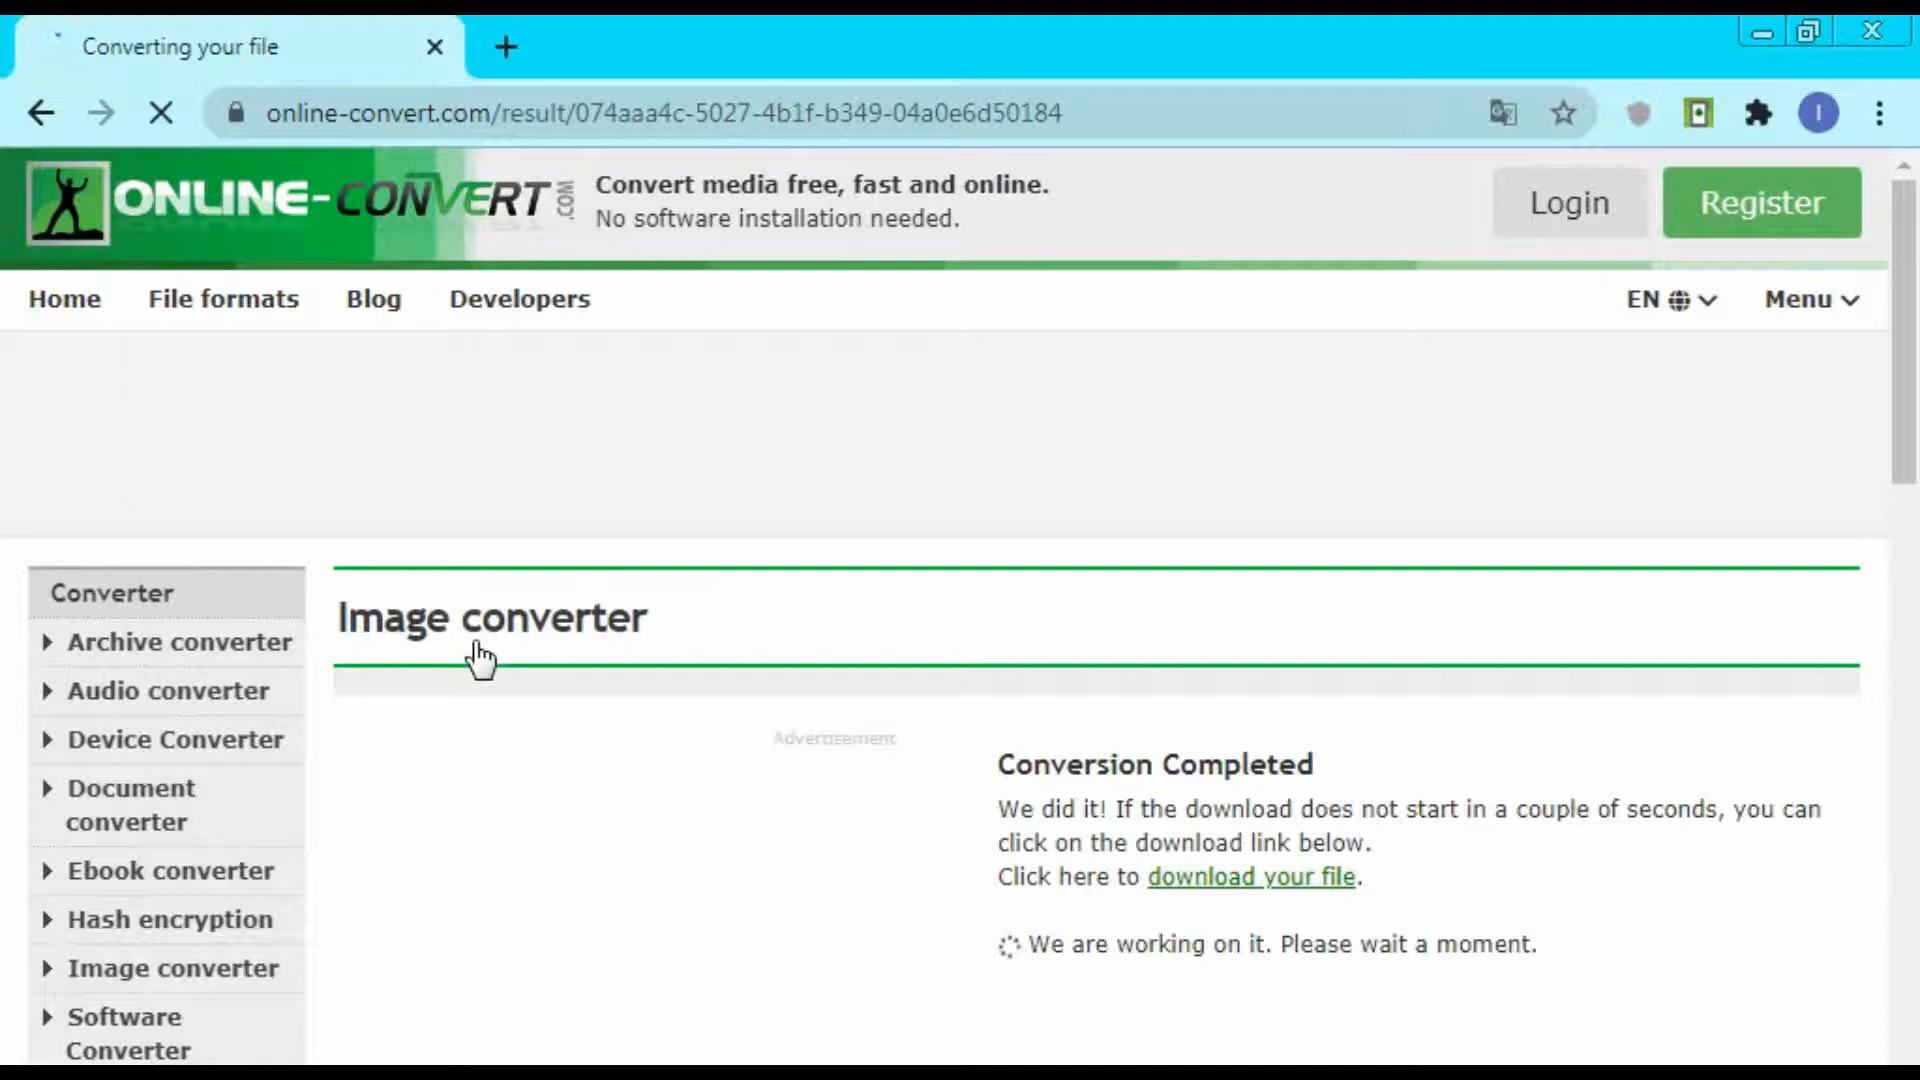 Converting your file
online-convert.com/result/074aaa4c-5027-4b1f-b349-04a0e6d50184
I
ONLINE-CONVERT.COM
Convert media free, fast and online.
No software installation needed.
Login
Register
Home
File formats
Blog
Developers
EN
Menu
Converter
Archive converter
Audio converter
Device Converter
Document
converter
Ebook converter
Hash encryption
Image converter
Software
Converter
Image converter
Advertisement
Conversion Completed
We did it! If the download does not start in a couple of seconds, you can
click on the download link below.
Click here to download your file.
We are working on it. Please wait a moment.